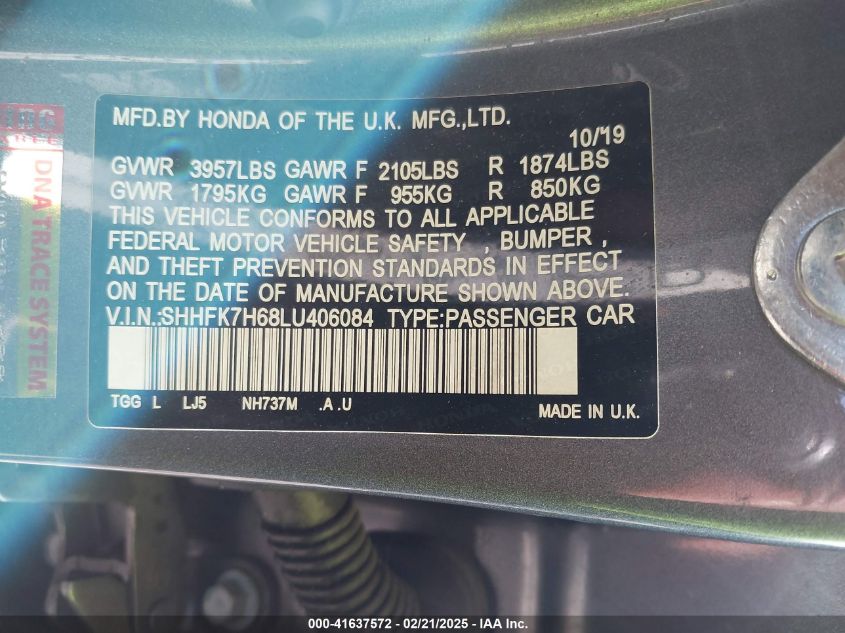 MFD.BY HONDA OF THE U.K. MFG.,LTD.
10/'19
GVWR 3957LBS GAWR F 2105LBS R 1874LBS
GVWR 1795KG GAWR F 955KG R 850KG
THIS VEHICLE CONFORMS TO ALL APPLICABLE
FEDERAL MOTOR VEHICLE SAFETY , BUMPER ,
AND THEFT PREVENTION STANDARDS IN EFFECT
ON THE DATE OF MANUFACTURE SHOWN ABOVE.
V.I.N.:SHHFK7H68LU406084 TYPE:PASSENGER CAR
TGG L LJ5 NH737M .A .U
MADE IN U.K.
DNA TRACE SYSTEM
000-41637572 - 02/21/2025 - IAA Inc.